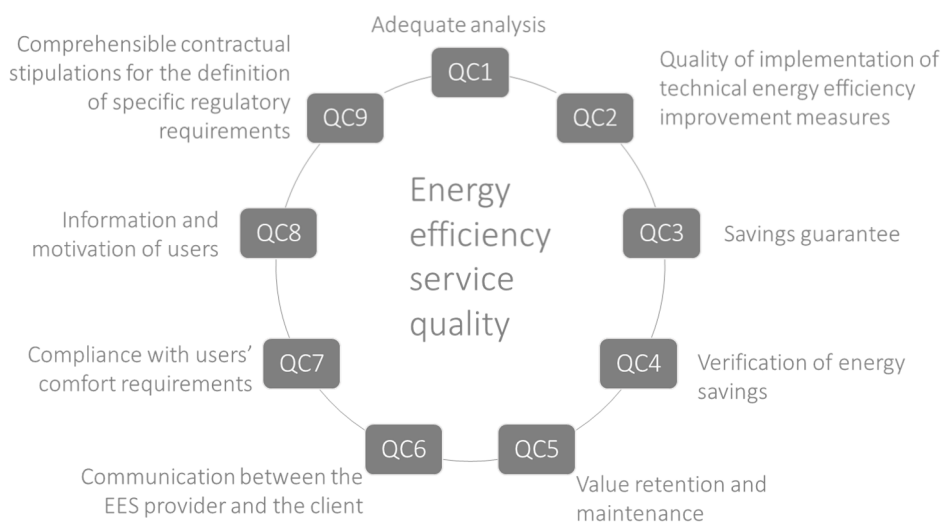 Energy
efficiency
service
quality
QC1
Adequate analysis
QC2
Quality of implementation of
technical energy efficiency
improvement measures
QC3
Savings guarantee
QC4
Verification of energy
savings
QC5
Value retention and
maintenance
QC6
Communication between the
EES provider and the client
QC7
Compliance with users’
comfort requirements
QC8
Information and
motivation of users
QC9
Comprehensible contractual
stipulations for the definition
of specific regulatory
requirements